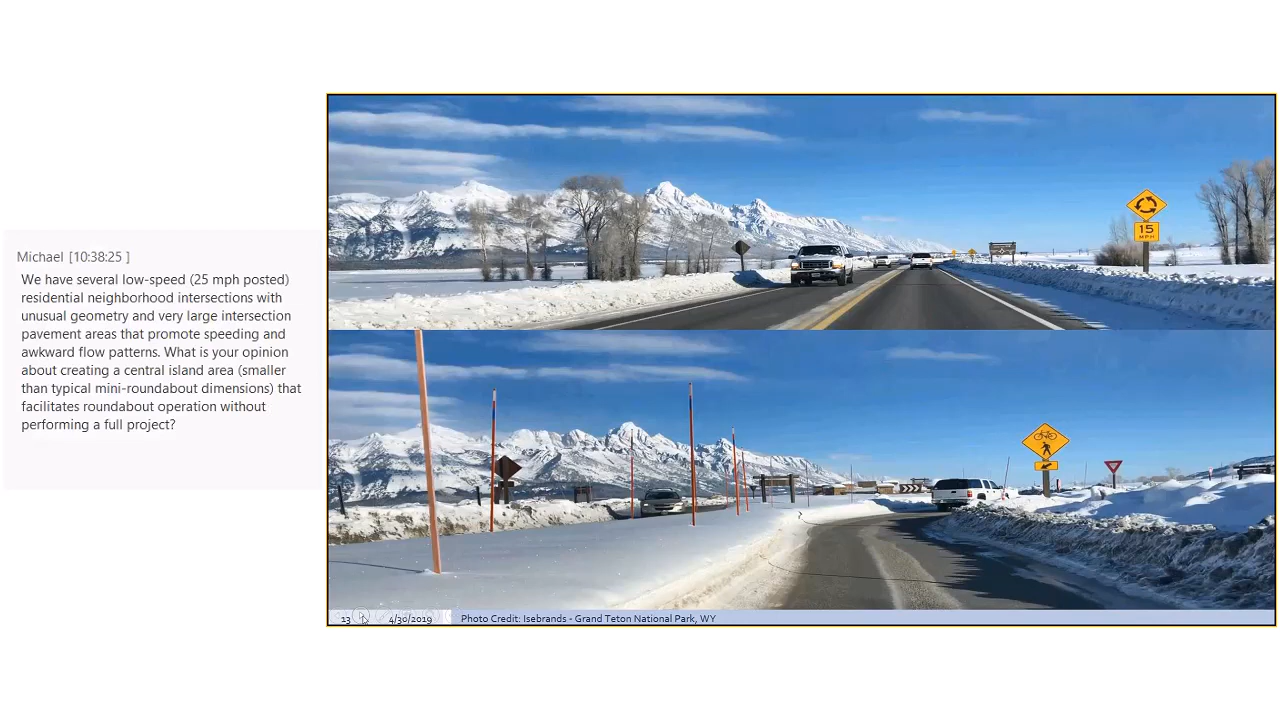 Michael [10:38:25 ]
We have several low-speed (25 mph posted)
residential neighborhood intersections with
unusual geometry and very large intersection
pavement areas that promote speeding and
awkward flow patterns. What is your opinion
about creating a central island area (smaller
than typical mini-roundabout dimensions) that
facilitates roundabout operation without
performing a full project?
15
MPH
13 4/30/2019 Photo Credit: Isebrands - Grand Teton National Park, WY